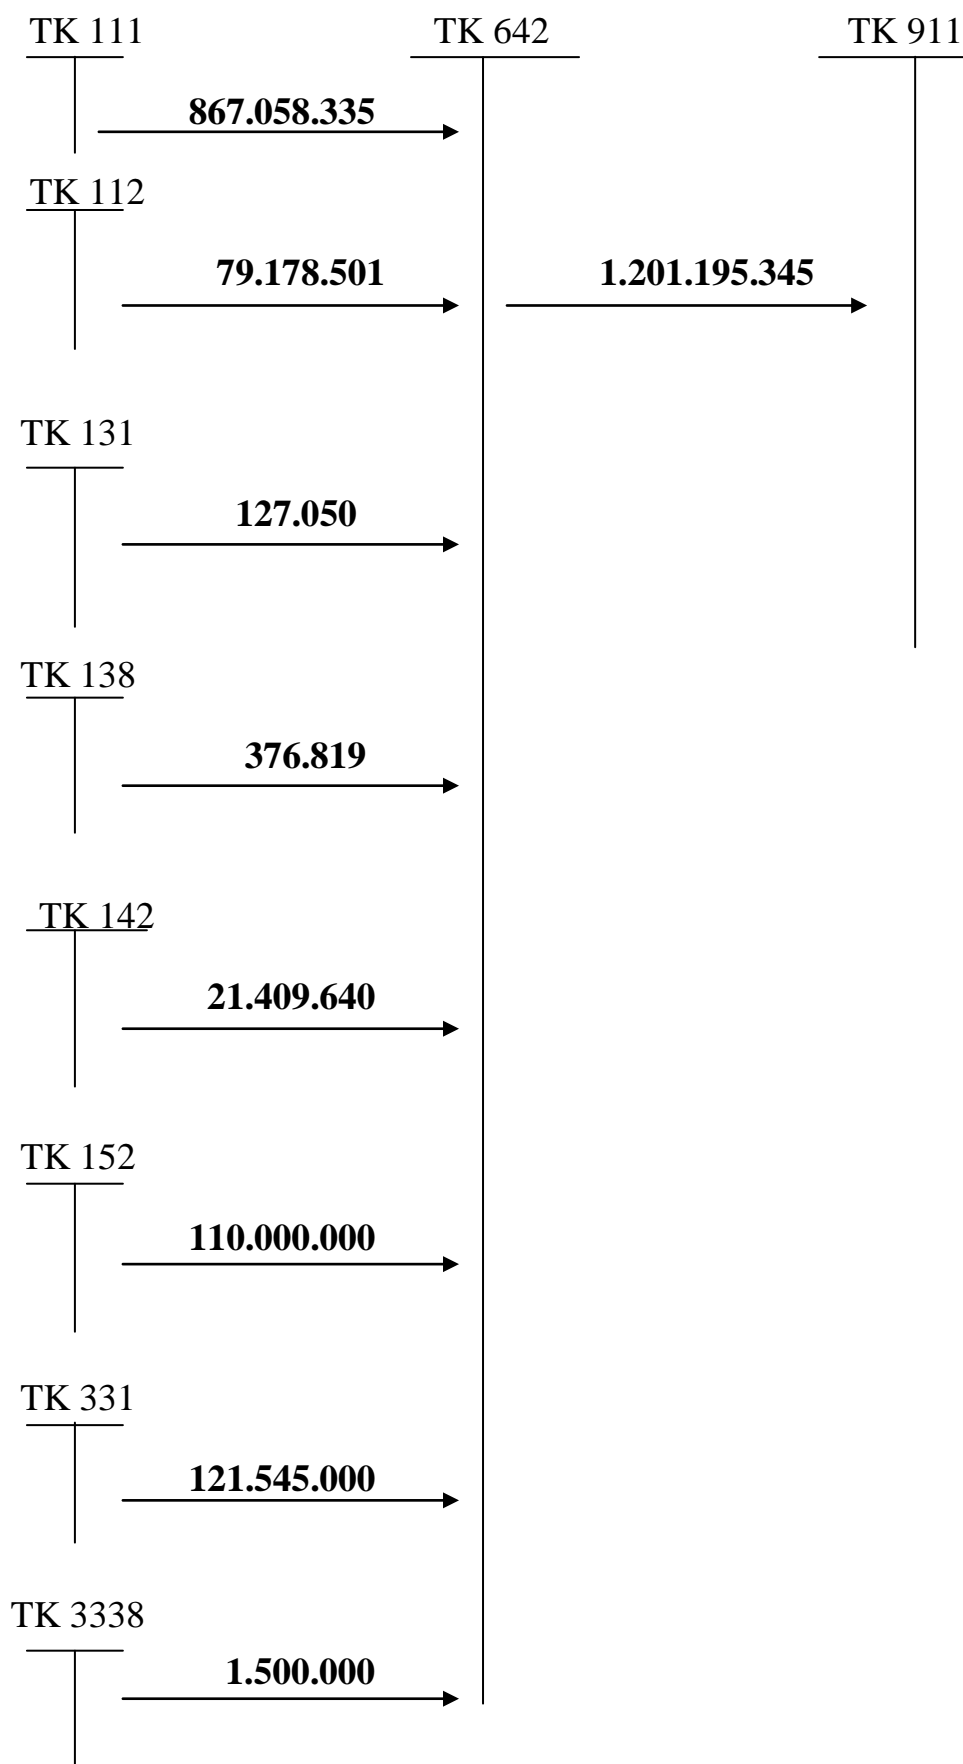 TK 111
TK 642
TK 911
867.058.335
TK 112
79.178.501
1.201.195.345
TK 131
127.050
TK 138
376.819
TK 142
21.409.640
TK 152
110.000.000
TK 331
121.545.000
TK 3338
1.500.000